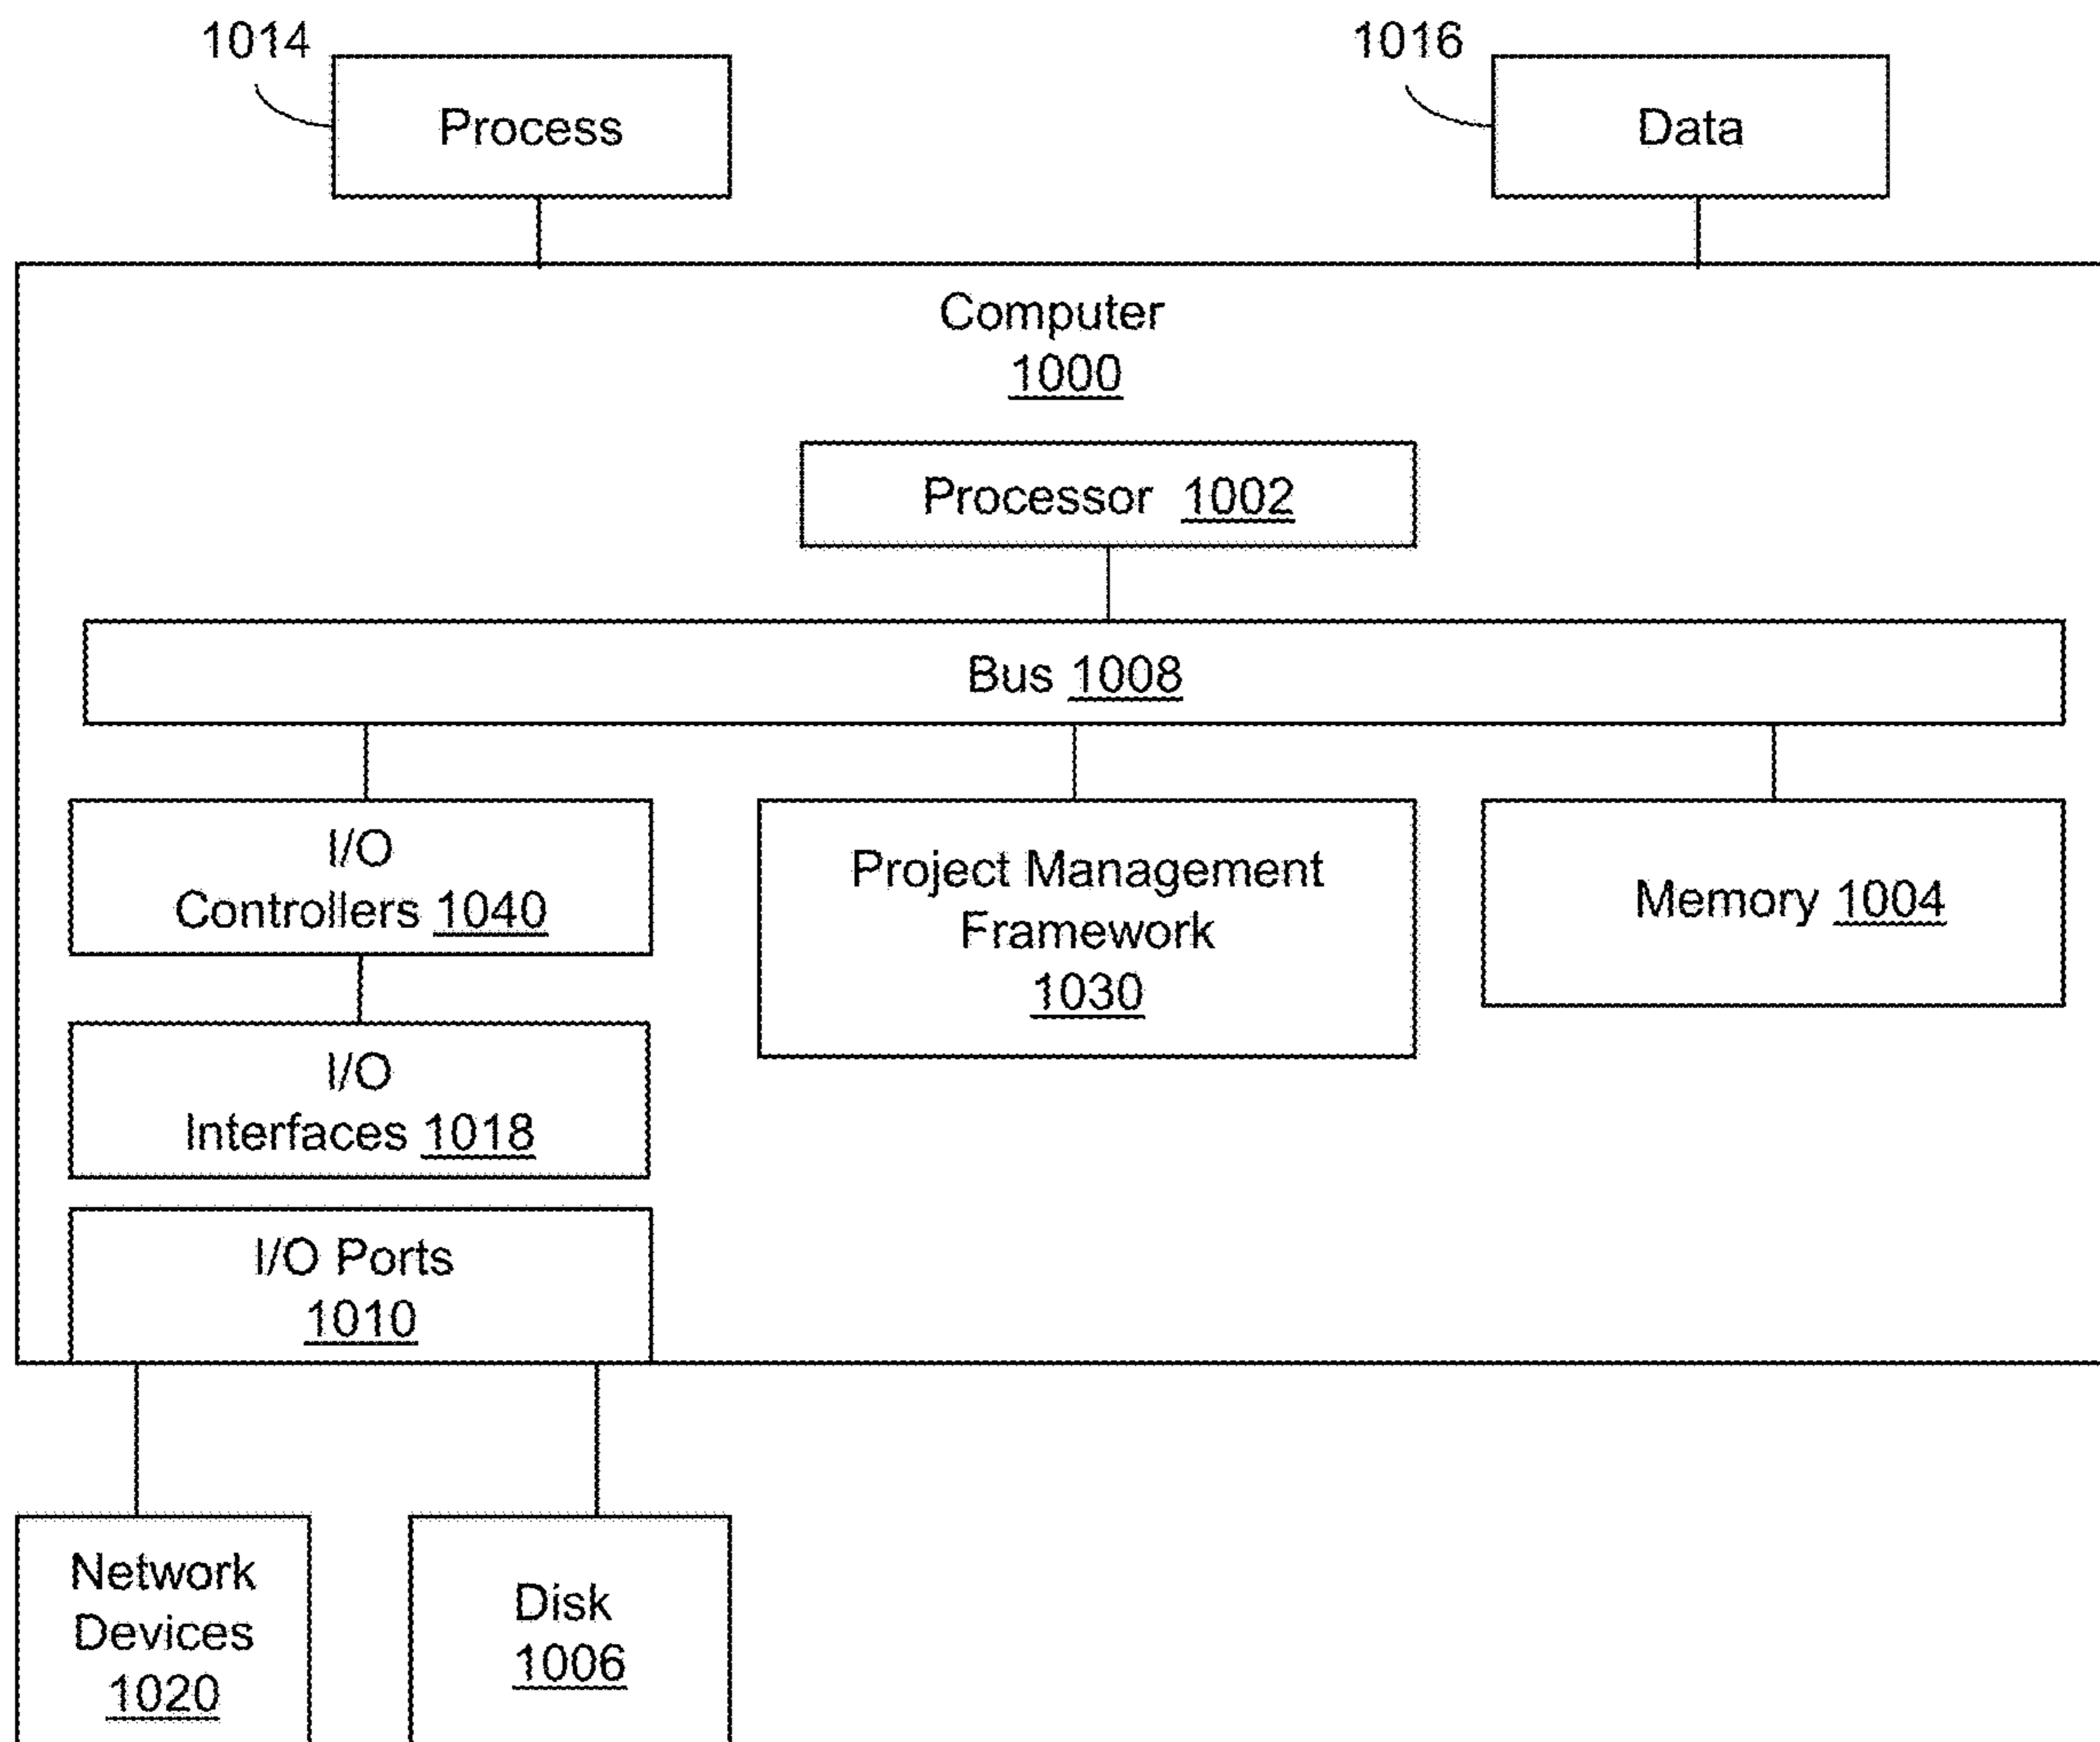 1014
Process
1016
Data
Computer
1000
Processor 1002
Bus 1008
I/O
Controllers 1040
Project Management
Framework
1030
Memory 1004
I/O
Interfaces 1018
I/O Ports
1010
Network
Devices
1020
Disk
1006